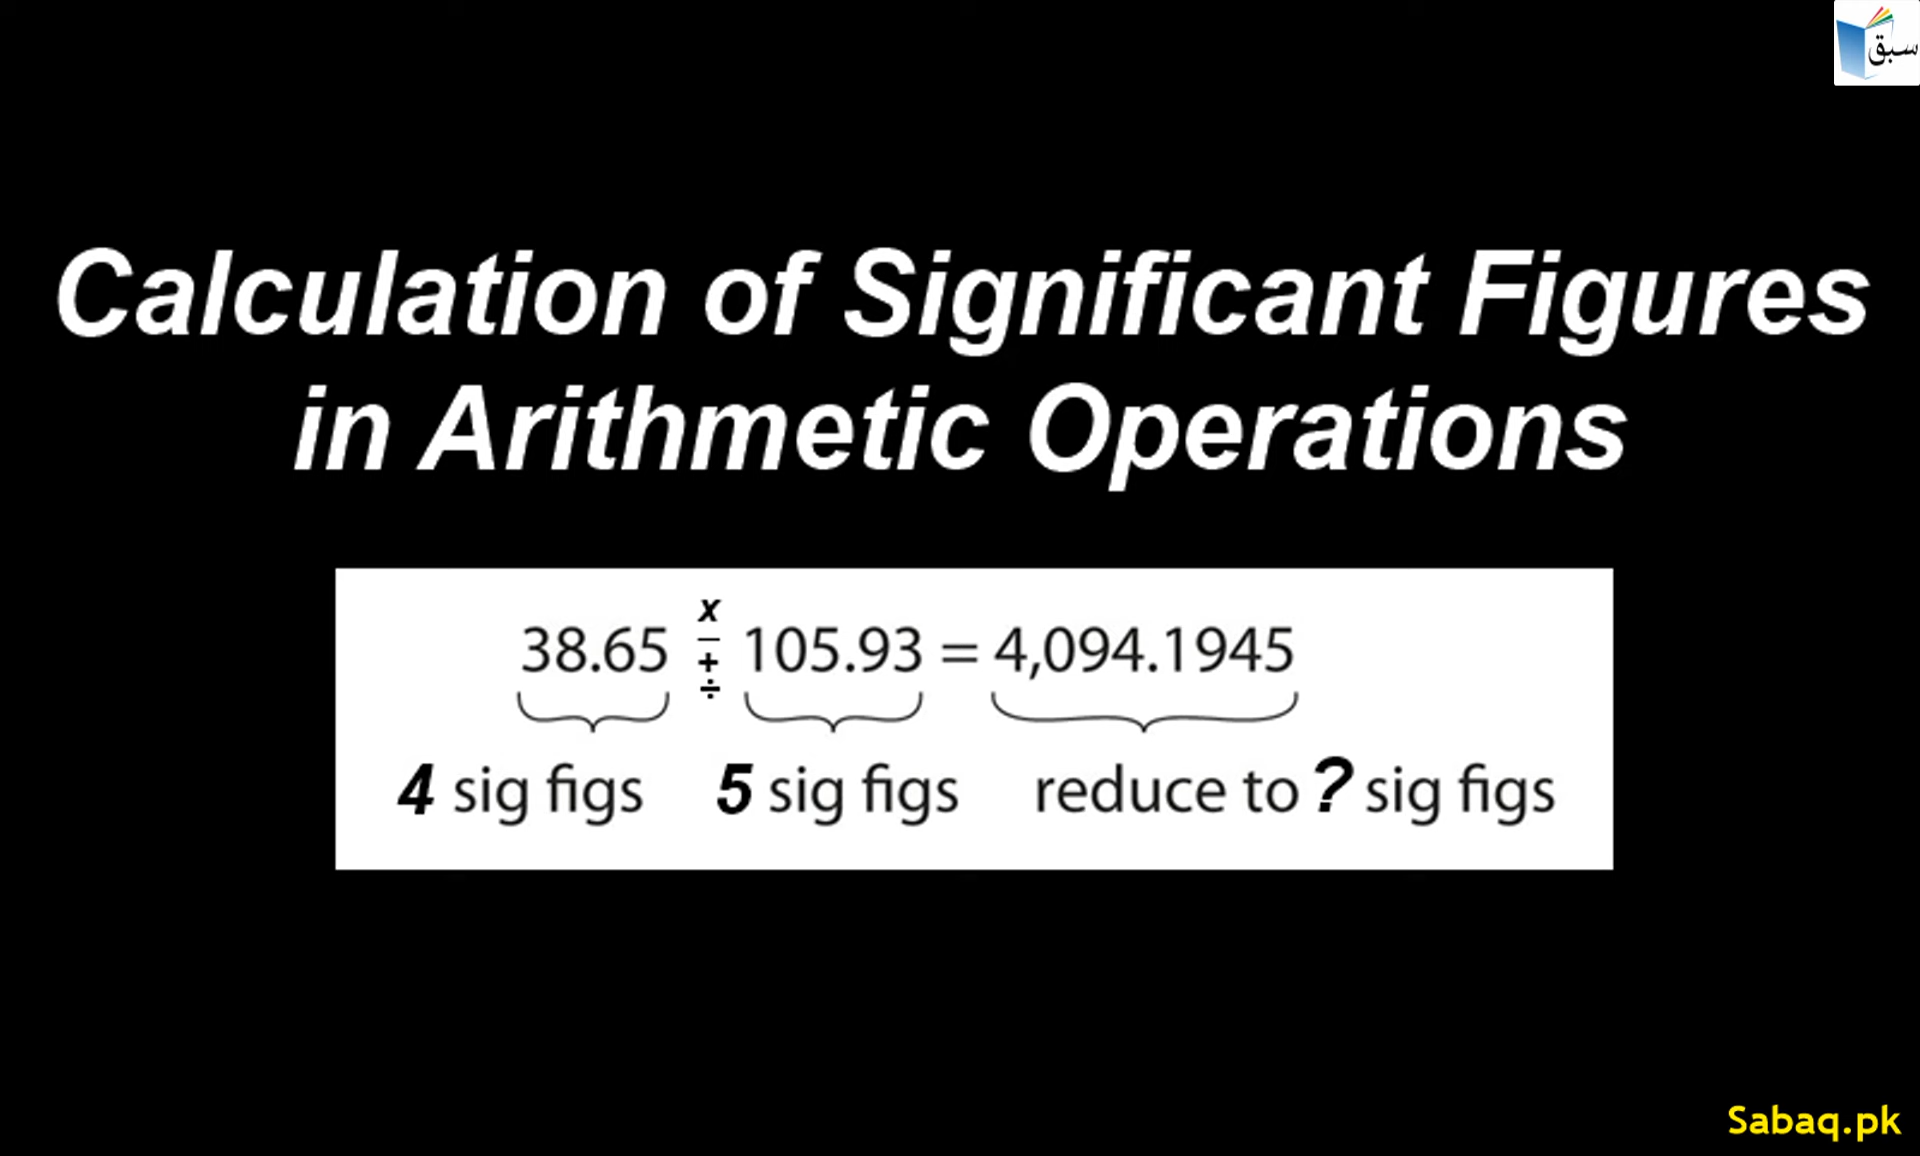 سبق
Calculation of Significant Figures
in Arithmetic Operations
x
−
38.65 + 105.93 = 4,094.1945
÷
4 sig figs 5 sig figs reduce to ? sig figs
Sabaq.pk